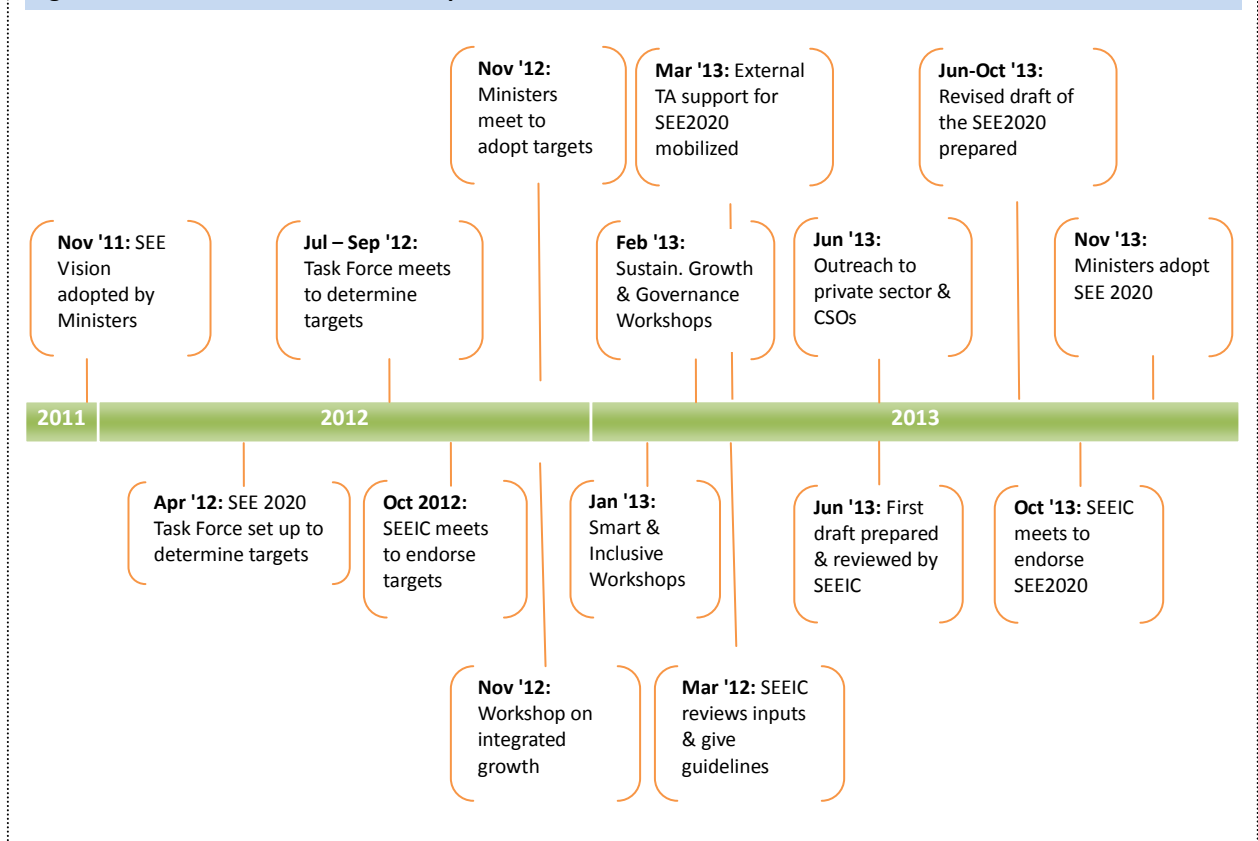 Nov '12:
Ministers
meet to
adopt targets
Mar '13: External
TA support for
SEE2020
mobilized
Jun-Oct '13:
Revised draft of
the SEE2020
prepared
Nov '11: SEE
Vision
adopted by
Ministers
Jul – Sep '12:
Task Force meets
to determine
targets
Feb '13:
Sustain. Growth
& Governance
Workshops
Jun '13:
Outreach to
private sector &
CSOs
Nov '13:
Ministers adopt
SEE 2020
2011
2012
2013
Apr '12: SEE 2020
Task Force set up to
determine targets
Oct 2012:
SEEIC meets
to endorse
targets
Jan '13:
Smart &
Inclusive
Workshops
Jun '13: First
draft prepared
& reviewed by
SEEIC
Oct '13: SEEIC
meets to
endorse
SEE2020
Nov '12:
Workshop on
integrated
growth
Mar '12: SEEIC
reviews inputs
& give
guidelines